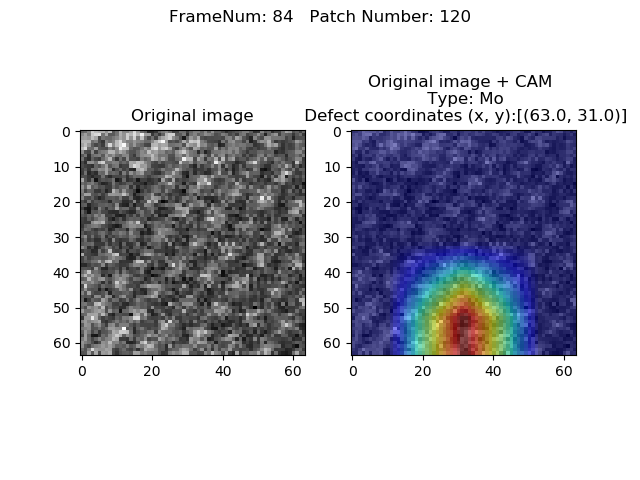 FrameNum: 84   Patch Number: 120
Original image
Original image + CAM
Type: Mo
Defect coordinates (x, y):[(63.0, 31.0)]
0
10
20
30
40
50
60
0 20 40 60
0
10
20
30
40
50
60
0 20 40 60